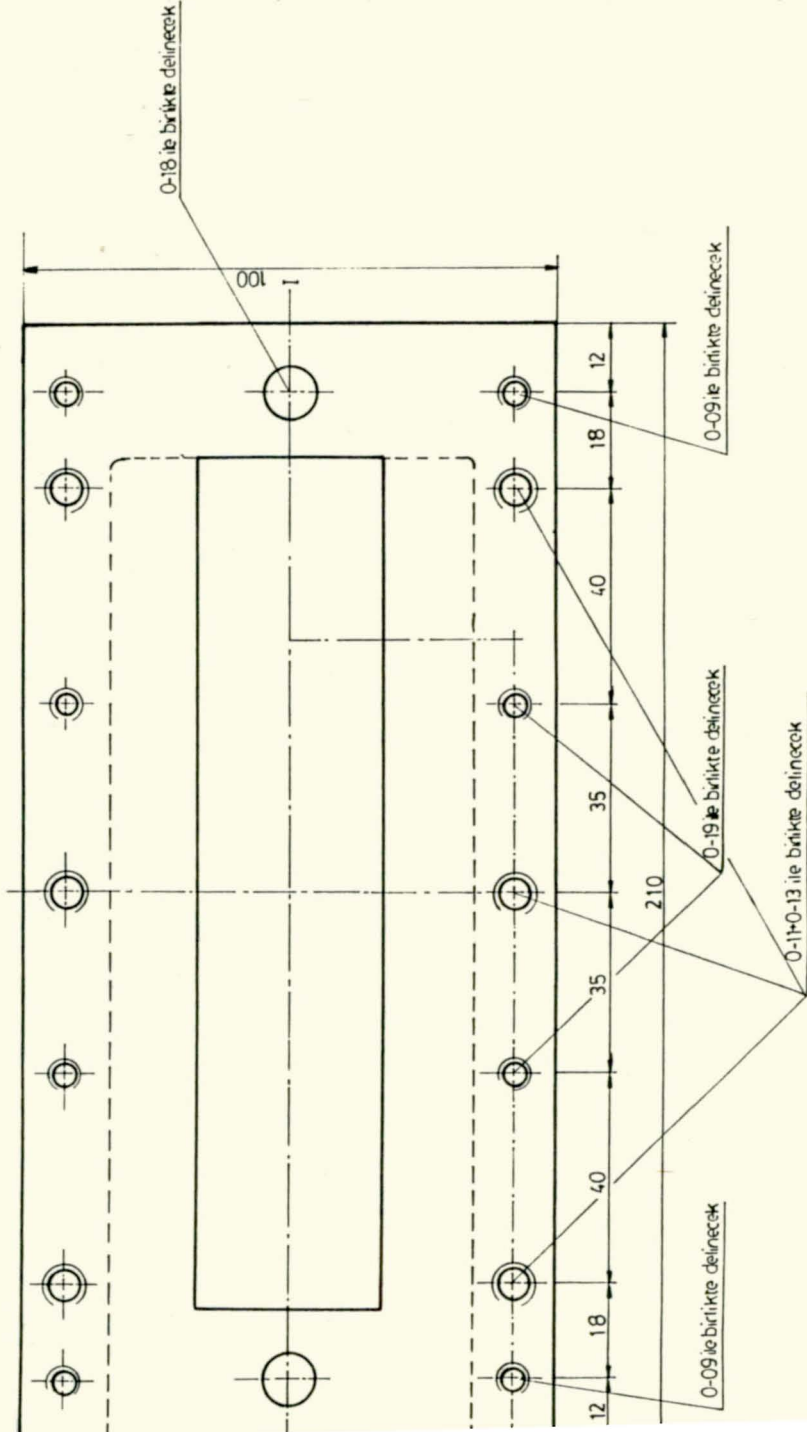 0-18 ile birlikte delinecek
100
I
12
18
0-09 ile birlikte delinecek
40
35
0-19 ile birlikte delinecek
210
0-11+0-13 ile birlikte delinecek
35
40
18
0-09 ile birlikte delinecek
12